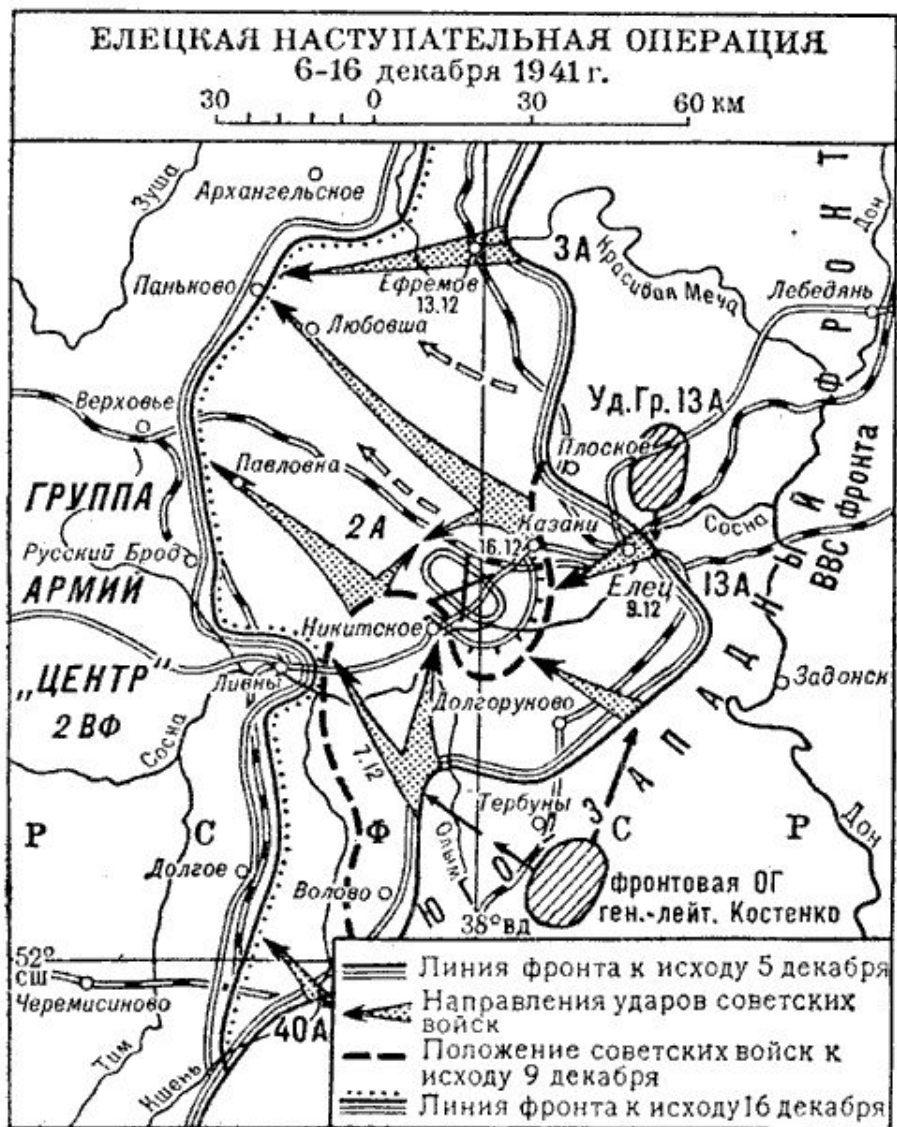 ЕЛЕЦКАЯ НАСТУПАТЕЛЬНАЯ ОПЕРАЦИЯ
6-16 декабря 1941 г.
30 0 30 60 км
Зуша
Архангельское
3А
Красивая Меча
Дон
Паньково
Ефремов
13.12
Лебедянь
Любовша
Верховье
Уд.Гр.13А
Плоское
Павловка
ГРУППА
АРМИЙ
"ЦЕНТР"
2 ВФ
2А
Казаки
16.12
Сосна
Русский Брод
Елец
9.12
13А
ВВС фронта
Никитское
Ливны
Задонск
Долгоруково
Сосна
7.12
Тербуны
Дон
Р С Ф С Р
ЮГО-ЗАПАДНЫЙ ФРОНТ
Олым
Долгое
Волово
фронтовая ОГ
ген.-лейт. Костенко
38° вд
52°
сш
Черемисиново
40А
Тим
Кшень
Линия фронта к исходу 5 декабря
Направления ударов советских
войск
Положение советских войск к
исходу 9 декабря
Линия фронта к исходу 16 декабря